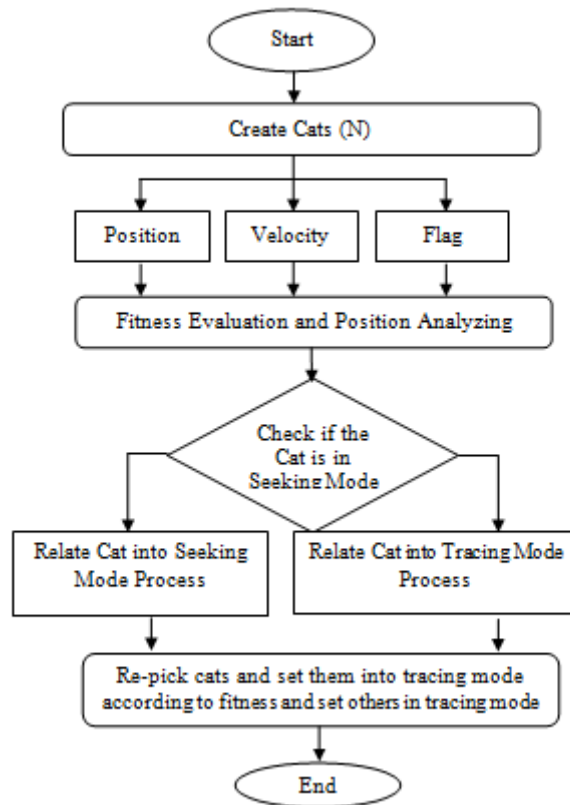 Start
Create Cats (N)
Position
Velocity
Flag
Fitness Evaluation and Position Analyzing
Check if the
Cat is in
Seeking Mode
Relate Cat into Seeking
Mode Process
Relate Cat into Tracing Mode
Process
Re-pick cats and set them into tracing mode
according to fitness and set others in tracing mode
End